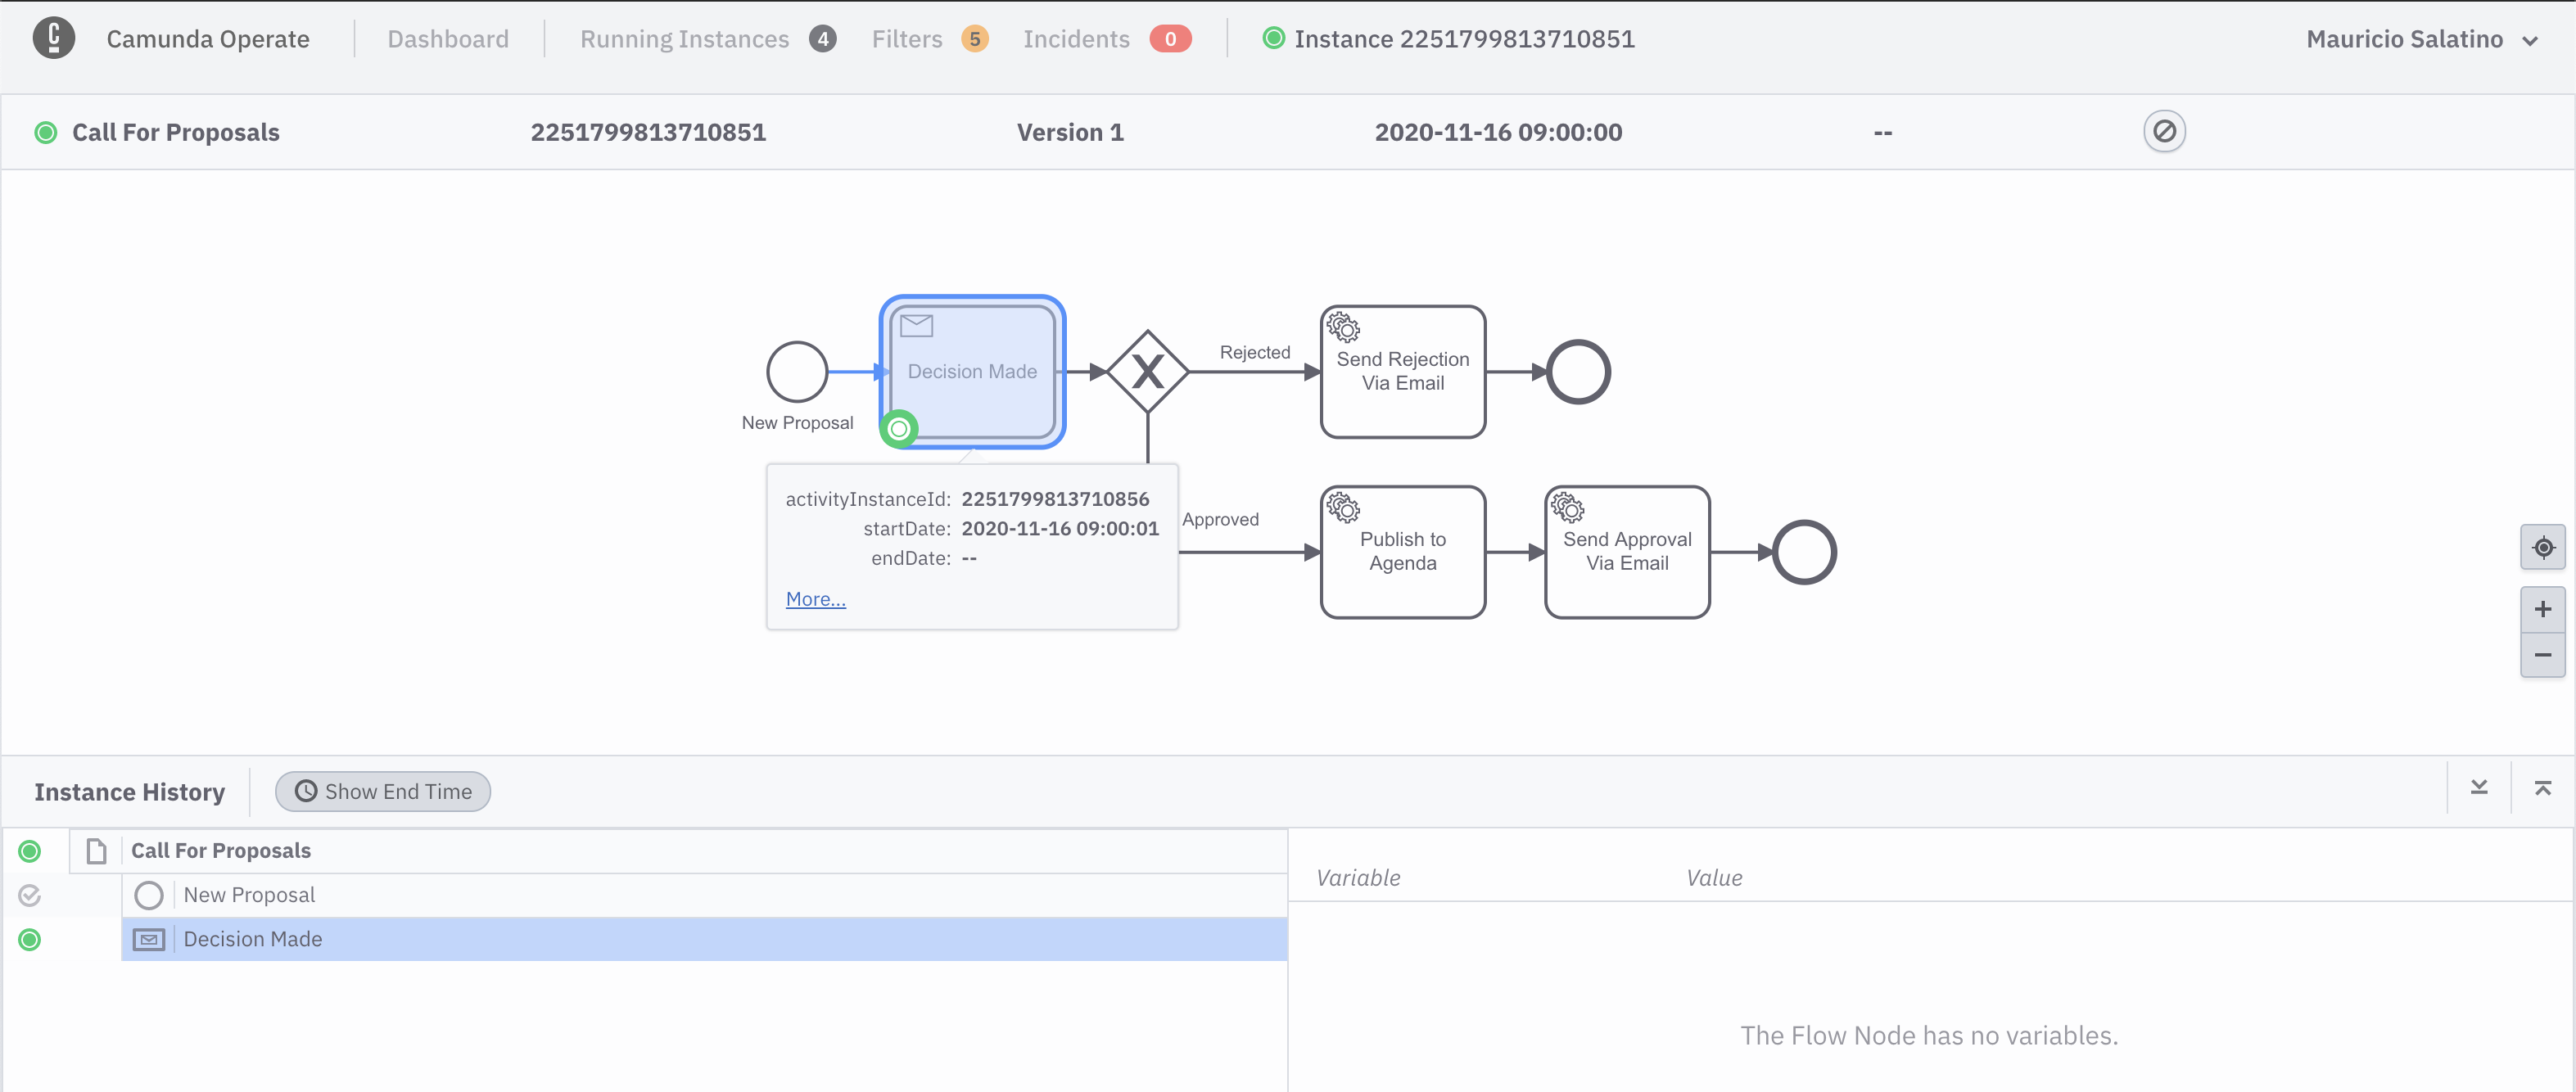 Camunda Operate
Dashboard
Running Instances 4
Filters 5
Incidents 0
Instance 2251799813710851
Mauricio Salatino
Call For Proposals
2251799813710851
Version 1
2020-11-16 09:00:00
--
New Proposal
Decision Made
X
Rejected
Send Rejection
Via Email
Approved
Publish to
Agenda
Send Approval
Via Email
activityInstanceId: 2251799813710856
startDate: 2020-11-16 09:00:01
endDate: --
More...
+
−
Instance History
Show End Time
Call For Proposals
New Proposal
Decision Made
Variable
Value
The Flow Node has no variables.